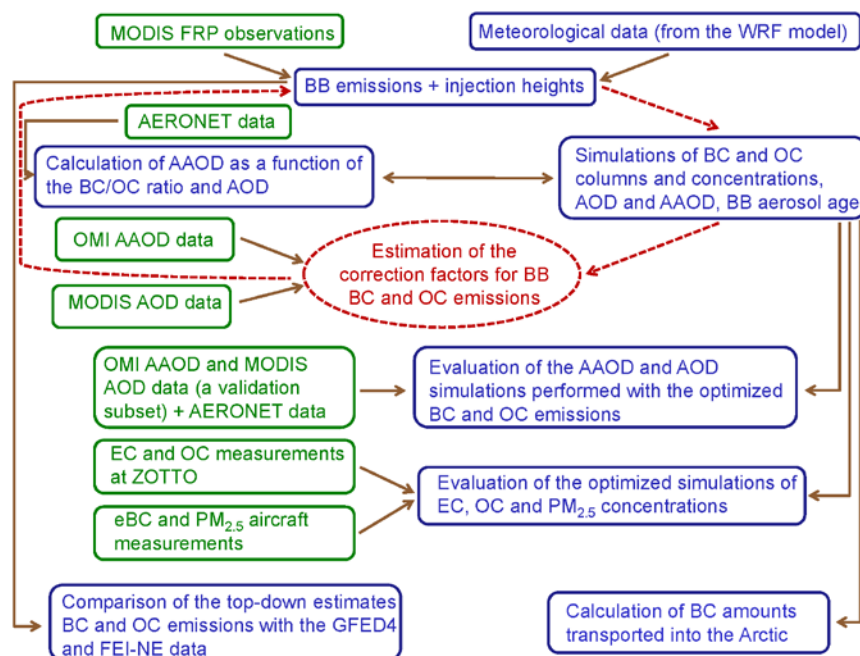 MODIS FRP observations
Meteorological data (from the WRF model)
BB emissions + injection heights
AERONET data
Calculation of AAOD as a function of
the BC/OC ratio and AOD
Simulations of BC and OC
columns and concentrations,
AOD and AAOD, BB aerosol age
OMI AAOD data
MODIS AOD data
Estimation of the
correction factors for BB
BC and OC emissions
OMI AAOD and MODIS
AOD data (a validation
subset) + AERONET data
Evaluation of the AAOD and AOD
simulations performed with the optimized
BC and OC emissions
EC and OC measurements
at ZOTTO
eBC and PM2.5 aircraft
measurements
Evaluation of the optimized simulations of
EC, OC and PM2.5 concentrations
Comparison of the top-down estimates
BC and OC emissions with the GFED4
and FEI-NE data
Calculation of BC amounts
transported into the Arctic